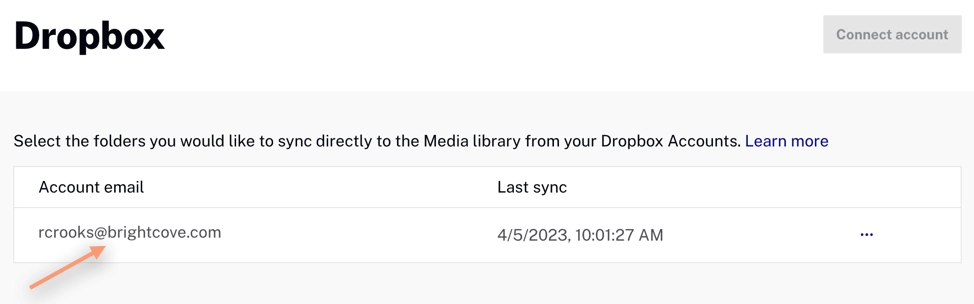 Dropbox
Connect account
Select the folders you would like to sync directly to the Media library from your Dropbox Accounts. Learn more
Account email Last sync
rcrooks@brightcove.com 4/5/2023, 10:01:27 AM ...